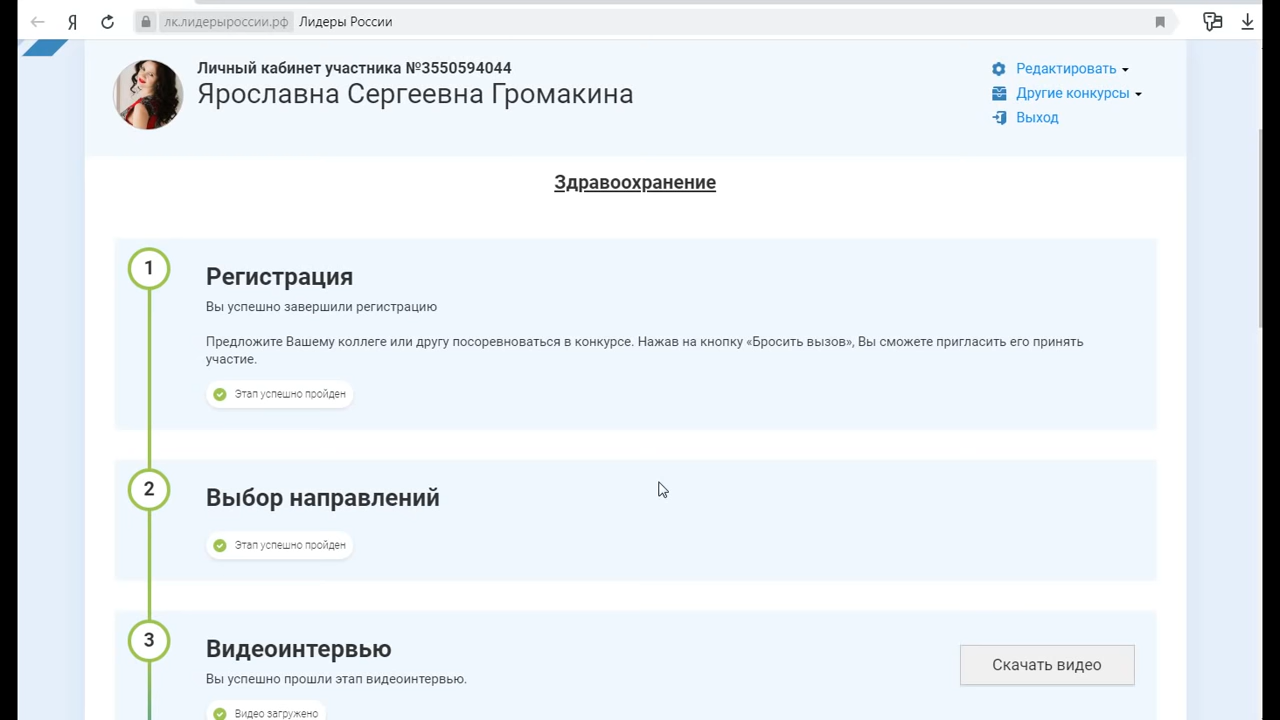 Я
лк.лидерыроссии.рф Лидеры России
Личный кабинет участника №3550594044
Ярославна Сергеевна Громакина
Редактировать
Другие конкурсы
Выход
Здравоохранение
1
Регистрация
Вы успешно завершили регистрацию
Предложите Вашему коллеге или другу посоревноваться в конкурсе. Нажав на кнопку «Бросить вызов», Вы сможете пригласить его принять
участие.
Этап успешно пройден
2
Выбор направлений
Этап успешно пройден
3
Видеоинтервью
Вы успешно прошли этап видеоинтервью.
Скачать видео
Видео загружено